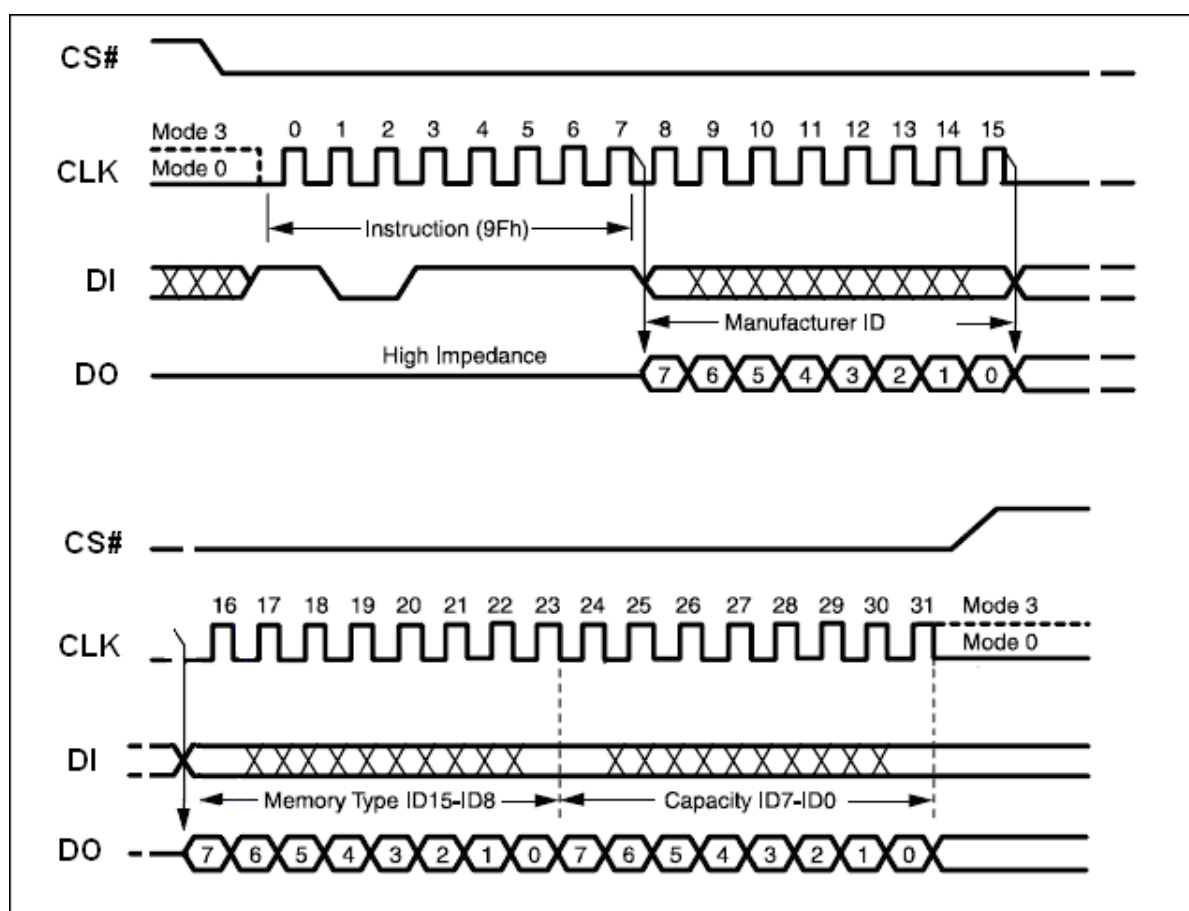 CS#
Mode 3
0 1 2 3 4 5 6 7 8 9 10 11 12 13 14 15
CLK
Mode 0
Instruction (9Fh)
DI
Manufacturer ID
High Impedance
DO
7 6 5 4 3 2 1 0
CS#
16 17 18 19 20 21 22 23 24 25 26 27 28 29 30 31
Mode 3
CLK
Mode 0
DI
Memory Type ID15-ID8
Capacity ID7-ID0
DO
7 6 5 4 3 2 1 0 7 6 5 4 3 2 1 0